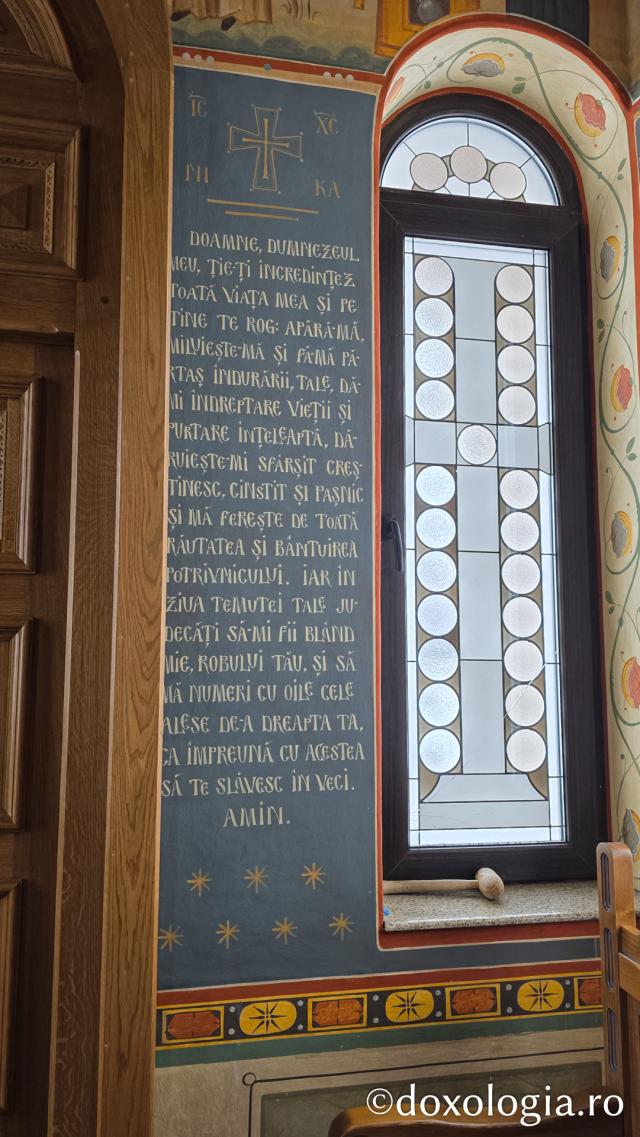 IC XC
NI KA
DOAMNE, DUMNEZEUL
MEU, ȚIE-ȚI ÎNCREDINȚEZ
TOATĂ VIAȚA MEA ȘI PE
TINE TE ROG: APĂRĂ-MĂ,
MILUIEȘTE-MĂ ȘI FĂ-MĂ PĂ-
RTAȘ ÎNDURĂRII, TALE, DĂ-
MI ÎNDREPTARE VIEȚII ȘI
PURTARE ÎNȚELEAPTĂ, DĂ-
RUIEȘTE-MI SFÂRȘIT CREȘ-
TINESC, CINSTIT ȘI PAȘNIC
ȘI MĂ FEREȘTE DE TOATĂ
RĂUTATEA ȘI BÂNTUIREA
POTRIVNICULUI. IAR ÎN
ZIUA TEMUTEI TALE JU-
DECĂȚI SĂ-MI FII BLÂND
MIE, ROBULUI TĂU, ȘI SĂ
MĂ NUMERI CU OILE CELE
ALESE DE-A DREAPTA TA,
CA ÎMPREUNĂ CU ACESTEA
SĂ TE SLĂVESC ÎN VECI.
AMIN.
©doxologia.ro